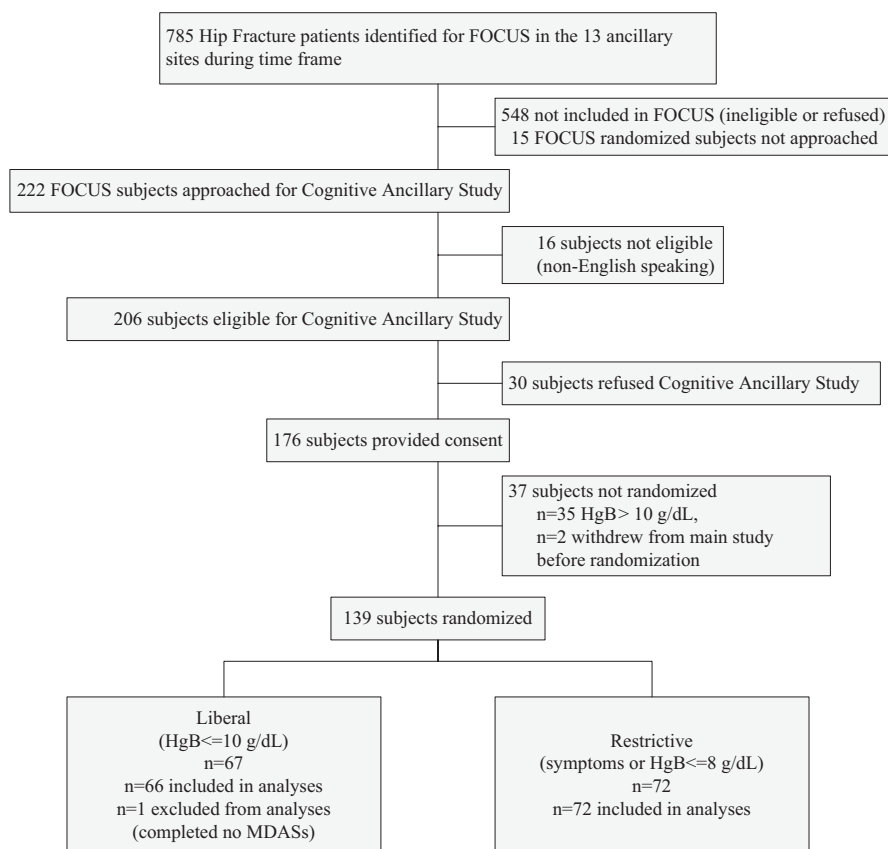 785 Hip Fracture patients identified for FOCUS in the 13 ancillary
sites during time frame
548 not included in FOCUS (ineligible or refused)
15 FOCUS randomized subjects not approached
222 FOCUS subjects approached for Cognitive Ancillary Study
16 subjects not eligible
(non-English speaking)
206 subjects eligible for Cognitive Ancillary Study
30 subjects refused Cognitive Ancillary Study
176 subjects provided consent
37 subjects not randomized
n=35 HgB> 10 g/dL,
n=2 withdrew from main study
before randomization
139 subjects randomized
Liberal
(HgB<=10 g/dL)
n=67
n=66 included in analyses
n=1 excluded from analyses
(completed no MDASs)
Restrictive
(symptoms or HgB<=8 g/dL)
n=72
n=72 included in analyses